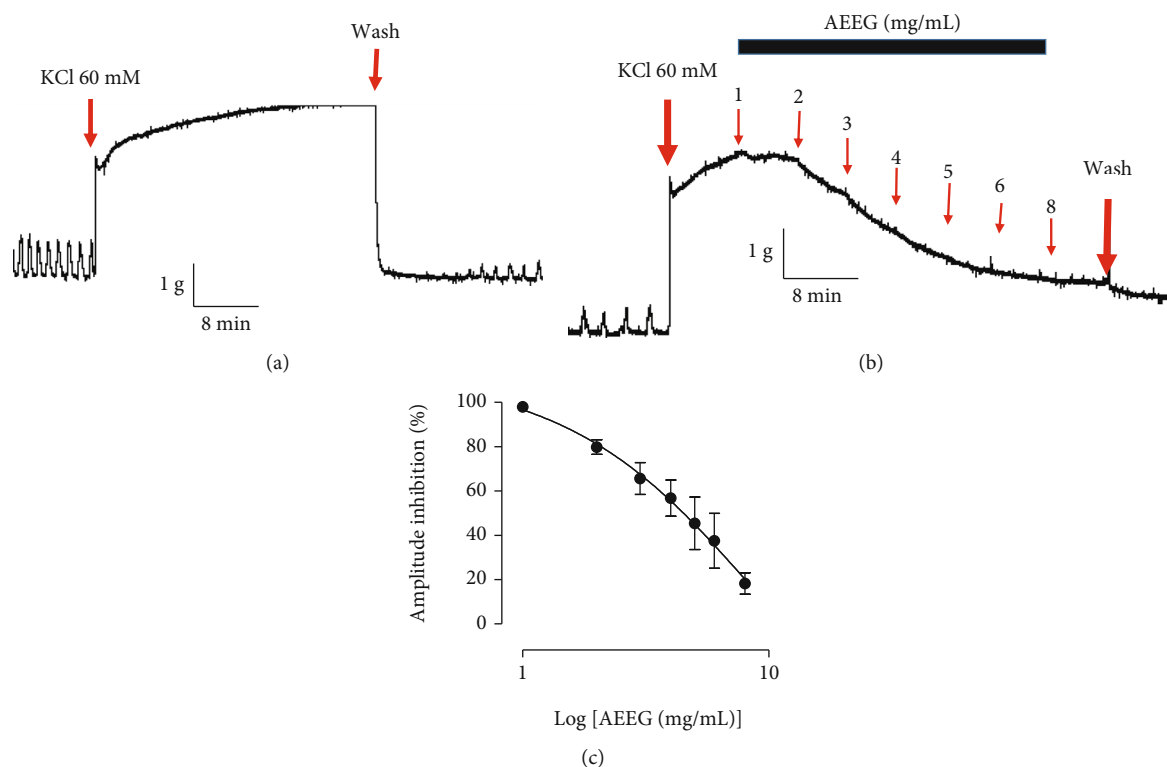 Wash
KCl 60 mM
1 g
8 min
(a)
AEEG (mg/mL)
KCl 60 mM
1
2
3
4
5
6
8
Wash
1 g
8 min
(b)
Amplitude inhibition (%)
100
80
60
40
20
0
1
10
Log [AEEG (mg/mL)]
(c)